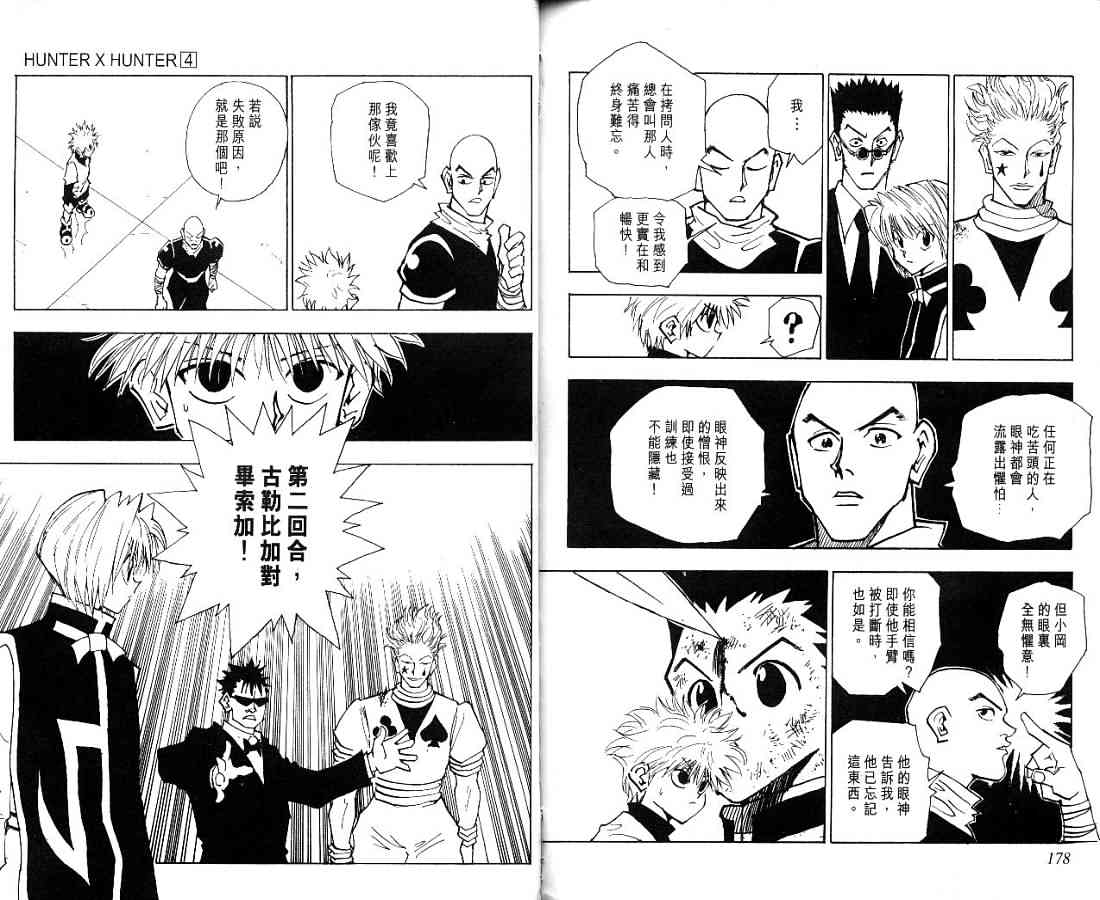 HUNTER X HUNTER 4
我…
在拷問人時，
總會叫那人
痛苦得
終身難忘。
令我感到
更實在和
暢快！
?
任何正在
吃苦頭的人，
眼神都會
流露出懼怕…
眼神反映出來
的憎恨，
即使接受過
訓練也
不能隱藏！
但小岡
的眼裏
全無懼意！
你能相信嗎？
即使他手臂
被打斷時，
也如是。
他的眼神
告訴我，
他已忘記
這東西。
178
我竟喜歡上
那傢伙呢！
若說
失敗原因，
就是那個吧！
第二回合，
古勒比加對
畢索加！